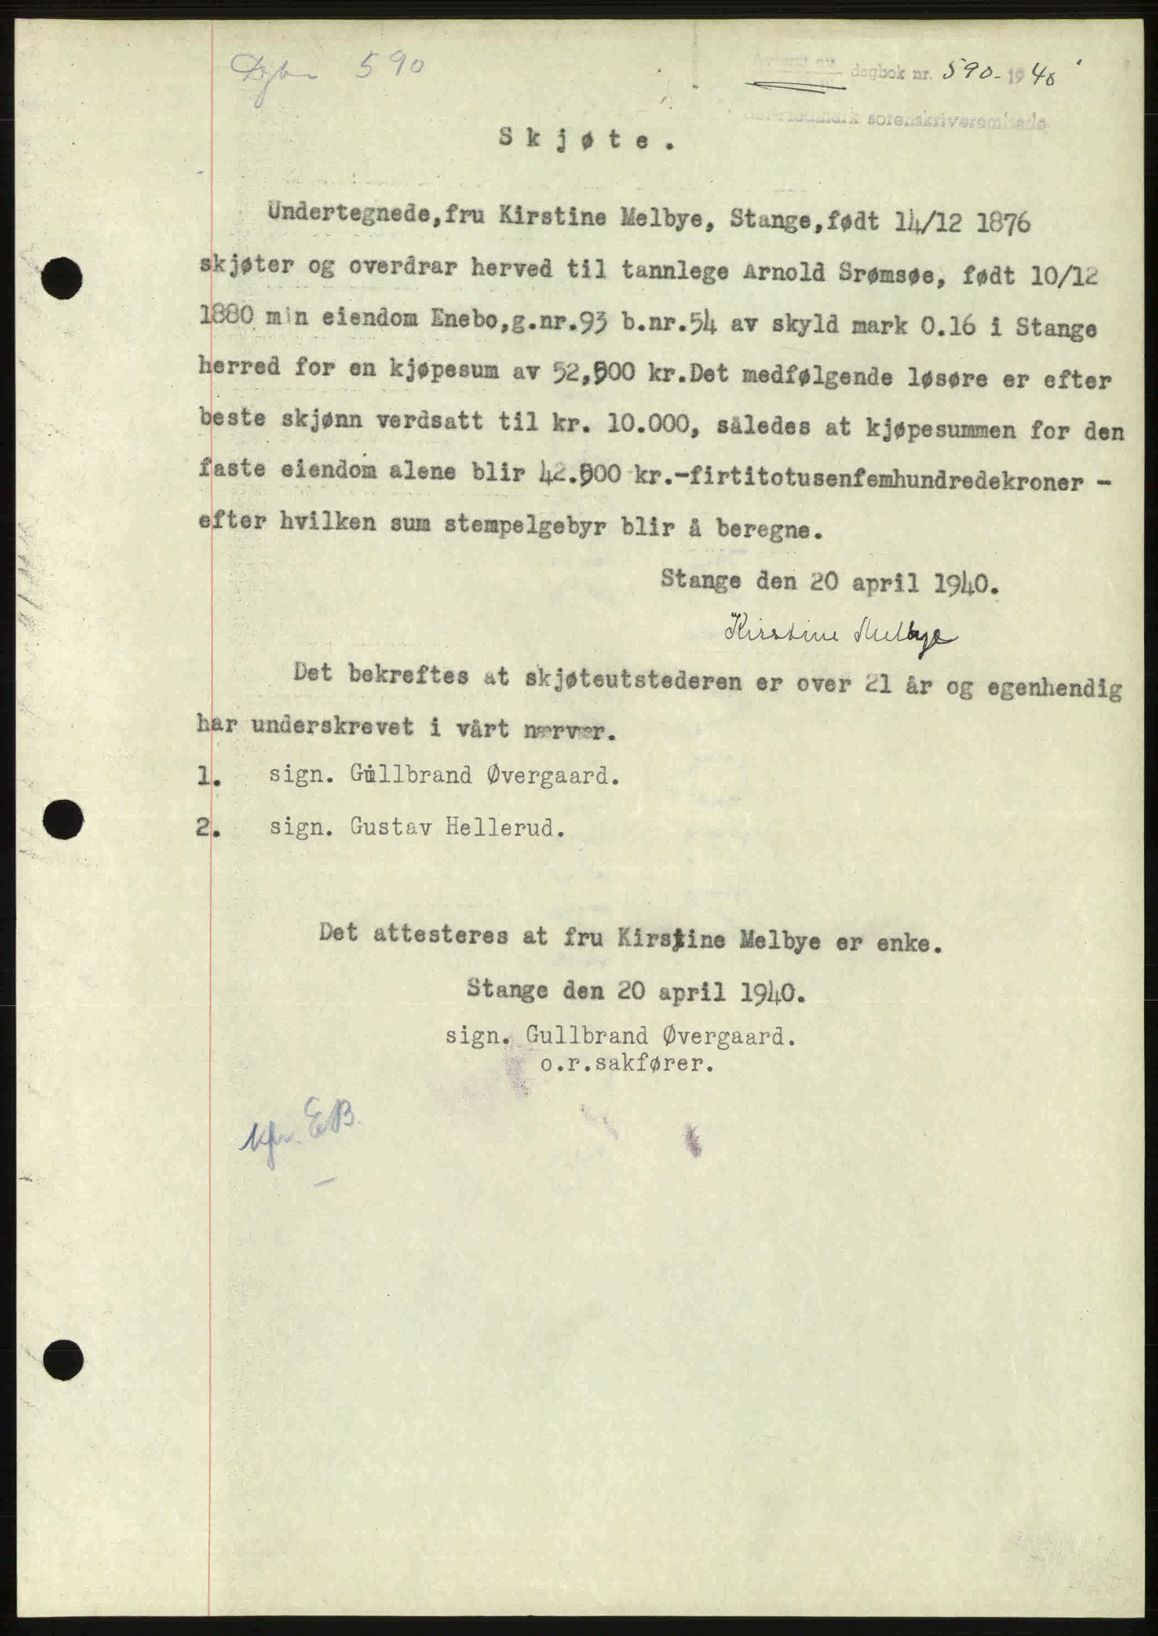 590
dagbok nr. 590 - 1940
sorenskriverembede
Skjøte.
Undertegnede, fru Kirstine Melbye, Stange, født 14/12 1876
skjøter og overdrar herved til tannlege Arnold Srømsøe, født 10/12
1880 min eiendom Enebo, g.nr.93 b.nr.54 av skyld mark 0.16 i Stange
herred for en kjøpesum av 52,500 kr. Det medfølgende løsøre er efter
beste skjønn verdsatt til kr. 10.000, således at kjøpesummen for den
faste eiendom alene blir 42.500 kr.-firtitotusenfemhundredekroner -
efter hvilken sum stempelgebyr blir å beregne.
Stange den 20 april 1940.
Kirstine Melbye
Det bekreftes at skjøteutstederen er over 21 år og egenhendig
har underskrevet i vårt nærvær.
1. sign. Gullbrand Øvergaard.
2. sign. Gustav Hellerud.
Det attesteres at fru Kirstine Melbye er enke.
Stange den 20 april 1940.
sign. Gullbrand Øvergaard.
o.r.sakfører.
EB.